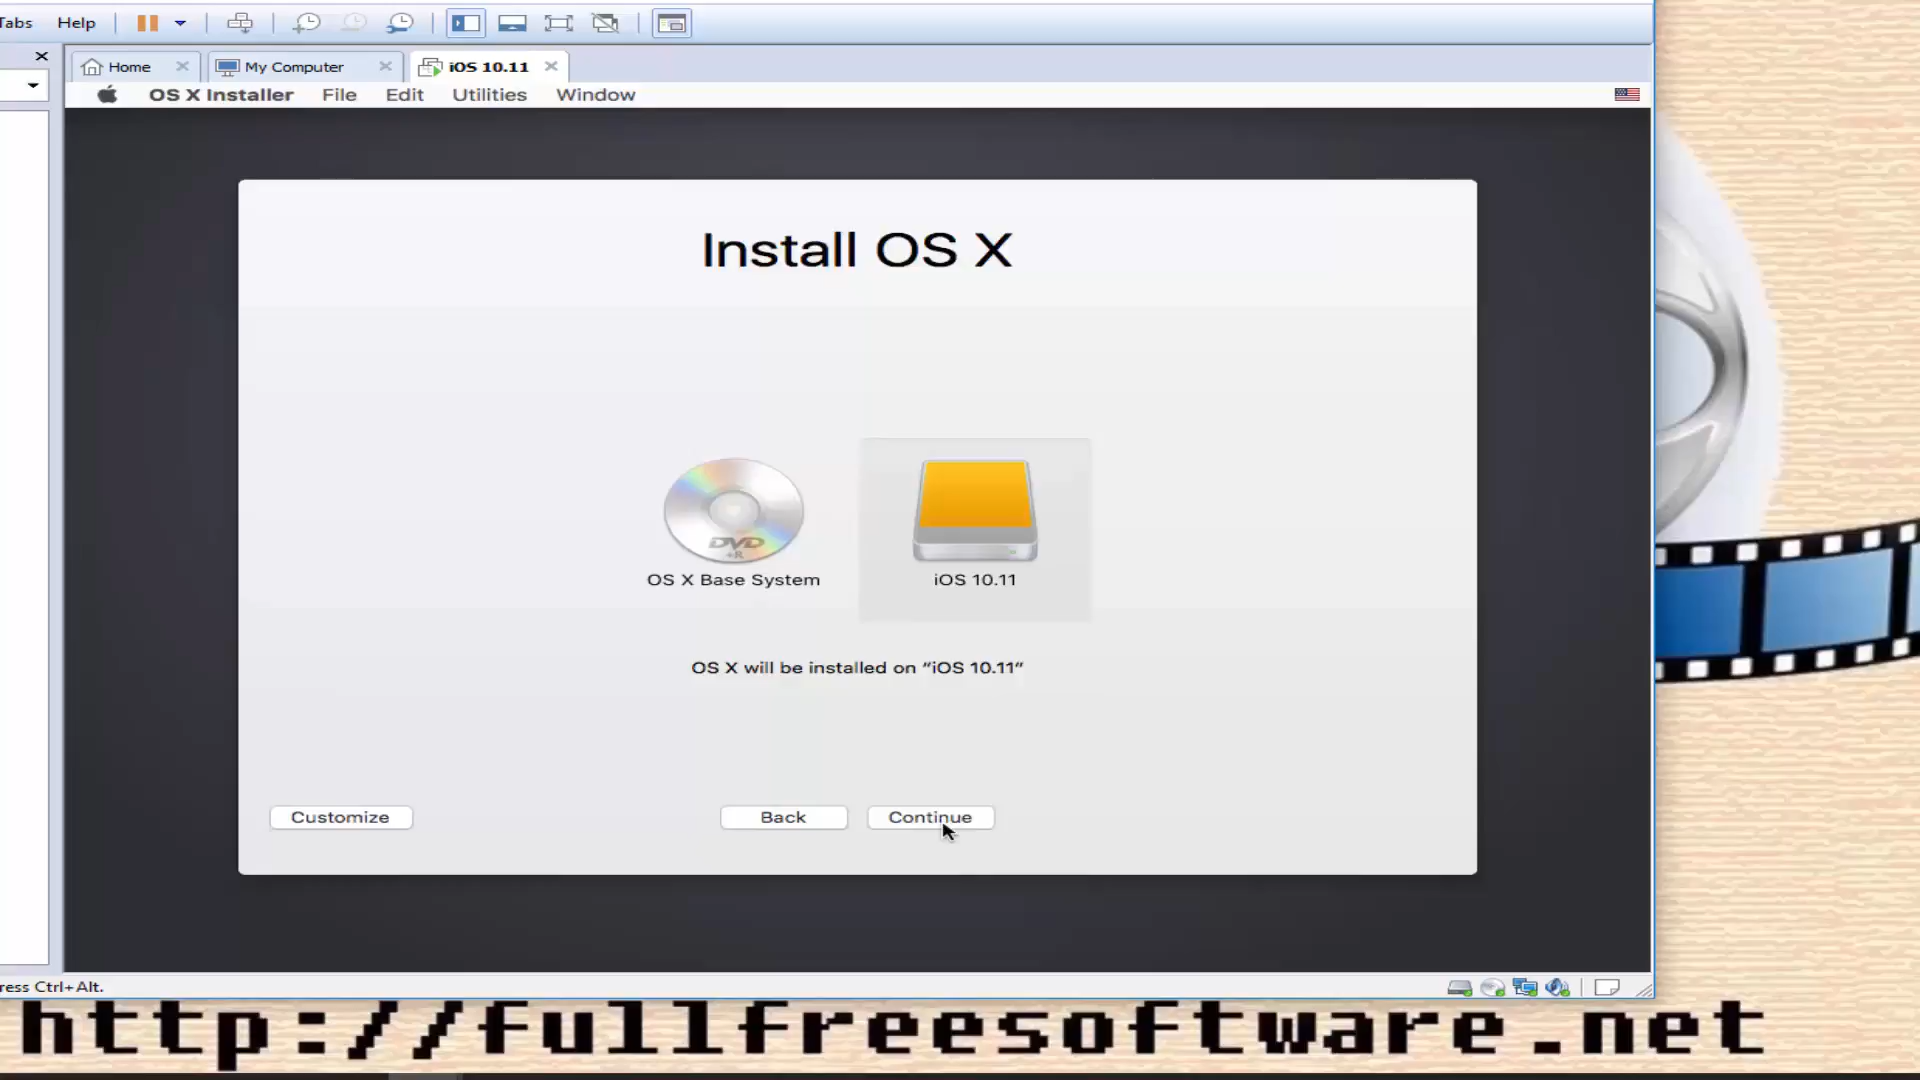 Tabs Help
Home My Computer iOS 10.11
OS X Installer File Edit Utilities Window
Install OS X
DVD
+R
OS X Base System iOS 10.11
OS X will be installed on “iOS 10.11”
Customize Back Continue
ress Ctrl+Alt.
http://fullfreesoftware.net